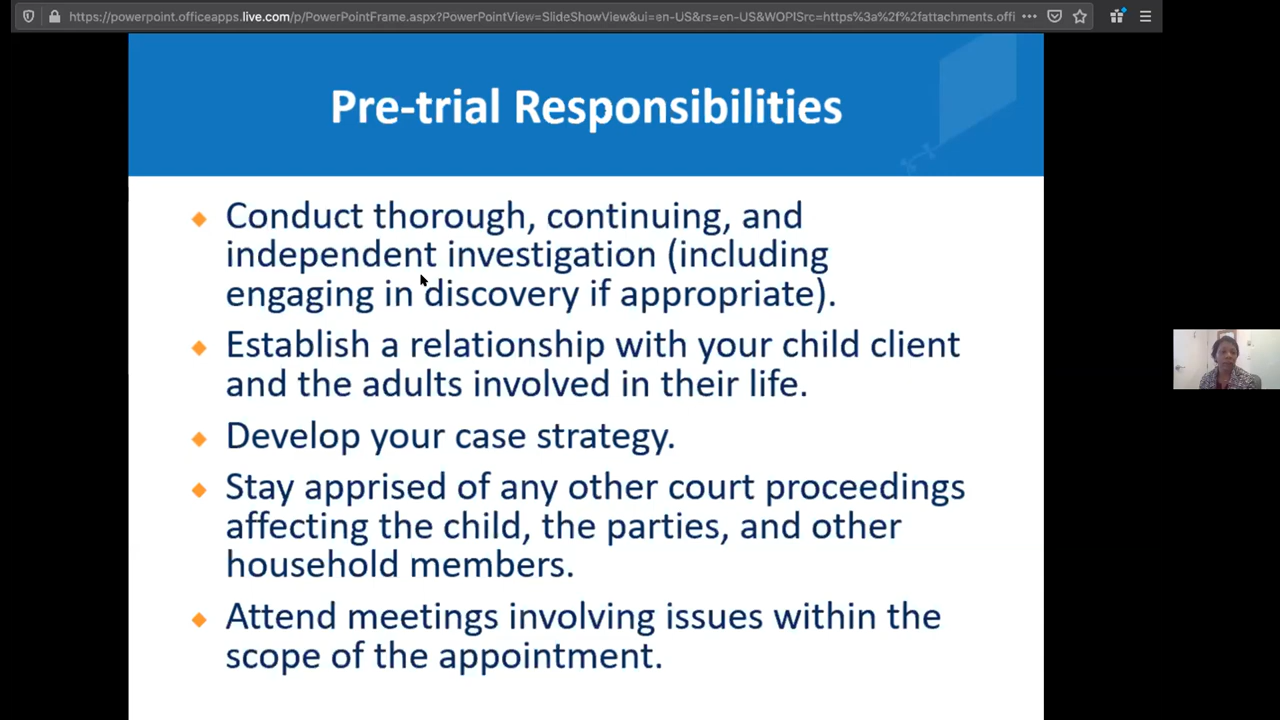 https://powerpoint.officeapps.live.com/p/PowerPointFrame.aspx?PowerPointView=SlideShowView&ui=en-US&rs=en-US&WOPISrc=https%3a%2f%2fattachments.offi
Pre-trial Responsibilities
Conduct thorough, continuing, and
independent investigation (including
engaging in discovery if appropriate).
Establish a relationship with your child client
and the adults involved in their life.
Develop your case strategy.
Stay apprised of any other court proceedings
affecting the child, the parties, and other
household members.
Attend meetings involving issues within the
scope of the appointment.